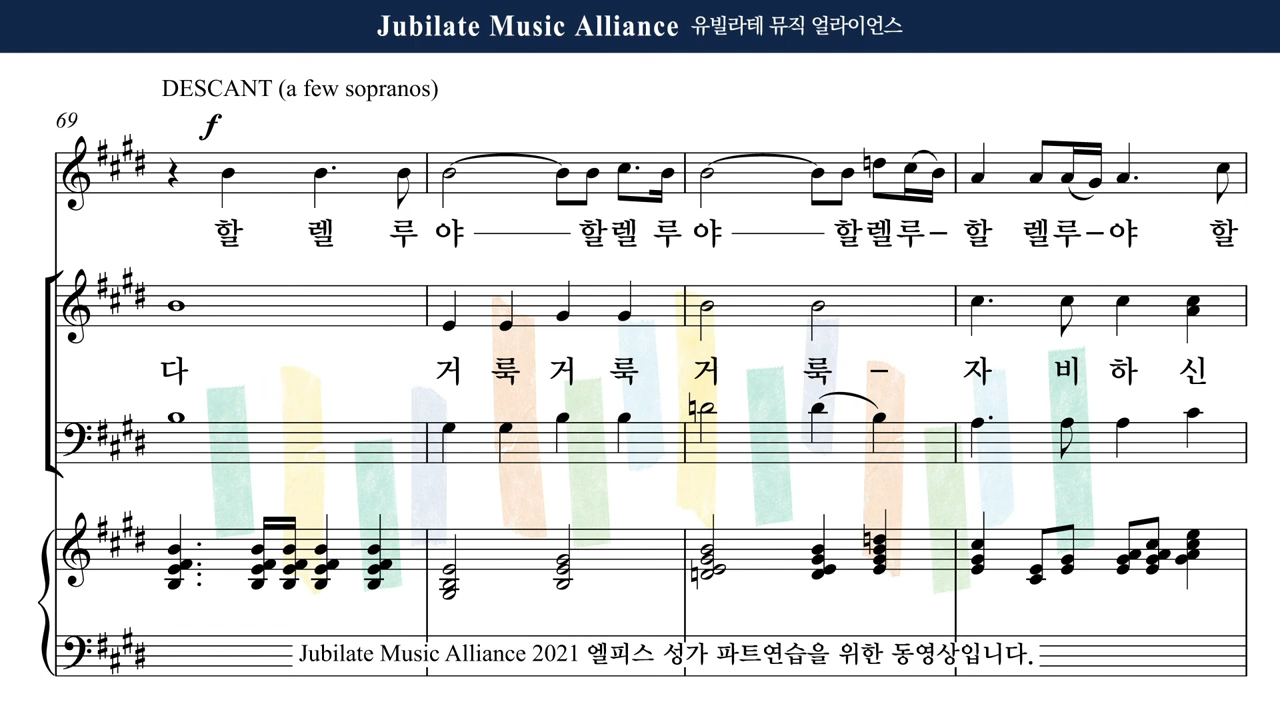 Jubilate Music Alliance 유빌라테 뮤직 얼라이언스
DESCANT (a few sopranos)
69
f
할 렐 루 야 할렐 루 야 할렐루– 할 렐루–야 할
다 거 룩 거 룩 거 룩 – 자 비 하 신
Jubilate Music Alliance 2021 엘피스 성가 파트연습을 위한 동영상입니다.